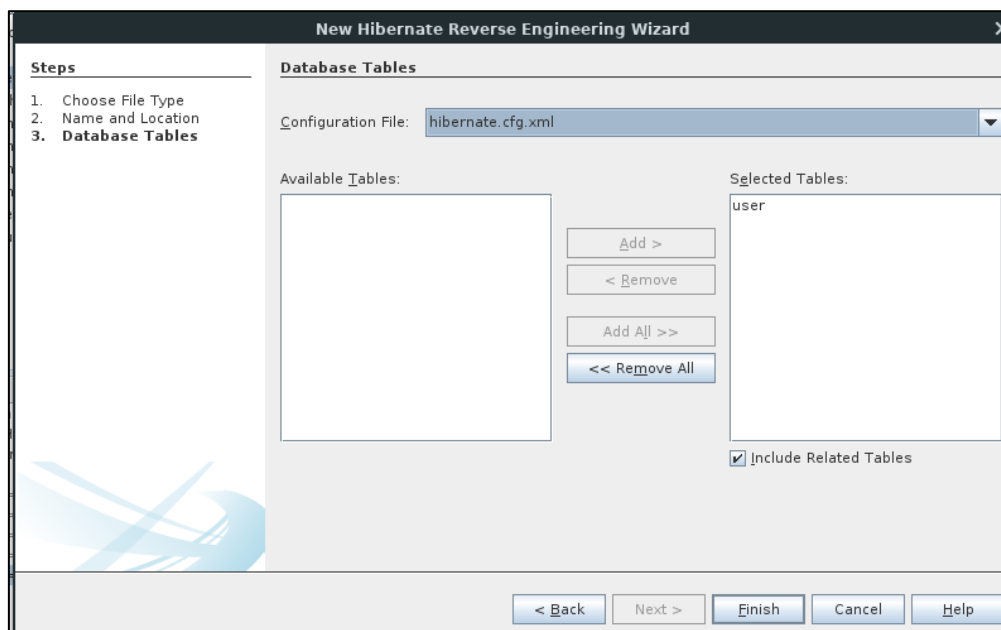 New Hibernate Reverse Engineering Wizard
Steps
1. Choose File Type
2. Name and Location
3. Database Tables
Database Tables
Configuration File: hibernate.cfg.xml
Available Tables:
Add >
< Remove
Add All >>
<< Remove All
Selected Tables:
user
Include Related Tables
< Back Next > Finish Cancel Help